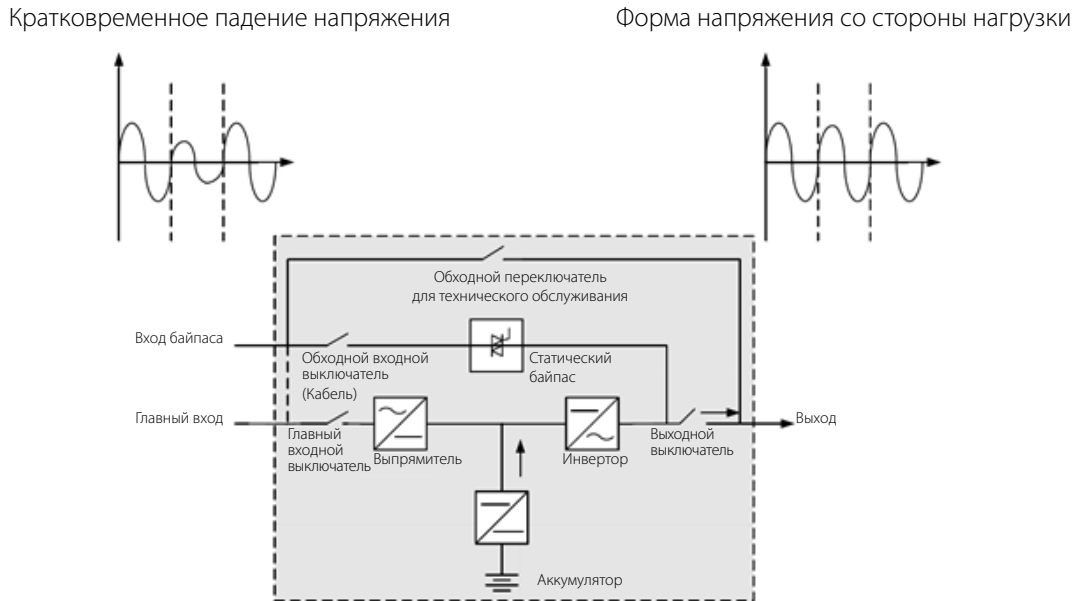 Кратковременное падение напряжения
Форма напряжения со стороны нагрузки
Обходной переключатель
для технического обслуживания
Вход байпаса
Обходной входной
выключатель
(Кабель)
Статический
байпас
Главный вход
Главный
входной
выключатель
Выпрямитель
Инвертор
Выходной
выключатель
Выход
Аккумулятор